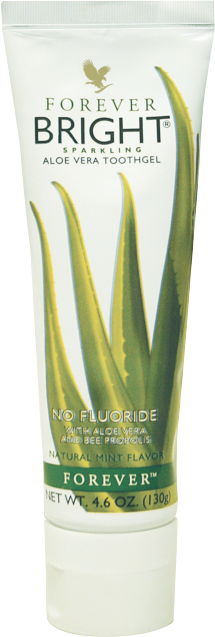 FOREVER
BRIGHT®
SPARKLING
ALOE VERA TOOTHGEL
NO FLUORIDE
WITH ALOE VERA
AND BEE PROPOLIS
NATURAL MINT FLAVOR
FOREVER™
NET WT. 4.6 OZ. (130g)